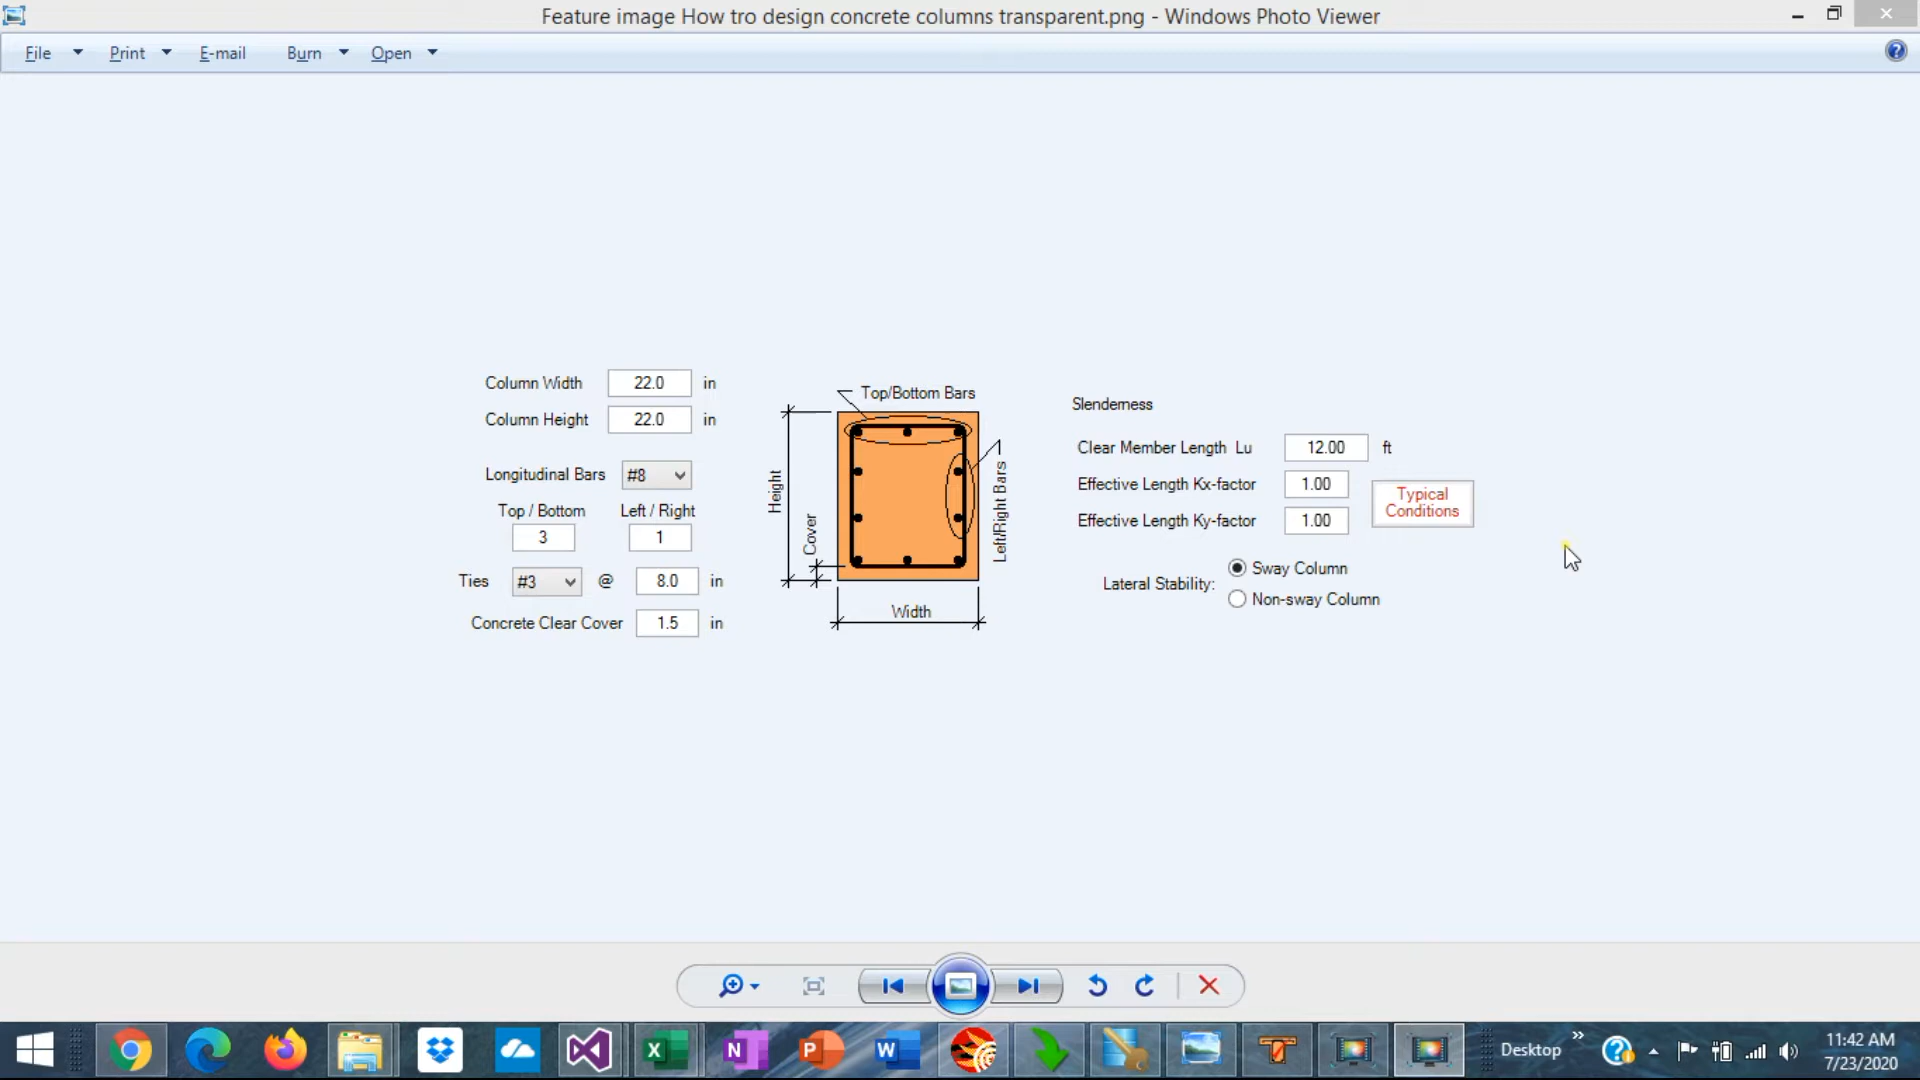 Feature image How tro design concrete columns transparent.png - Windows Photo Viewer
File Print E-mail Burn Open
Column Width 22.0 in
Column Height 22.0 in
Longitudinal Bars #8
Top / Bottom Left / Right
3 1
Ties #3 @ 8.0 in
Concrete Clear Cover 1.5 in
Top/Bottom Bars
Height
Cover
Left/Right Bars
Width
Slenderness
Clear Member Length Lu 12.00 ft
Effective Length Kx-factor 1.00
Effective Length Ky-factor 1.00
Typical
Conditions
Lateral Stability:
Sway Column
Non-sway Column
Desktop
11:42 AM
7/23/2020